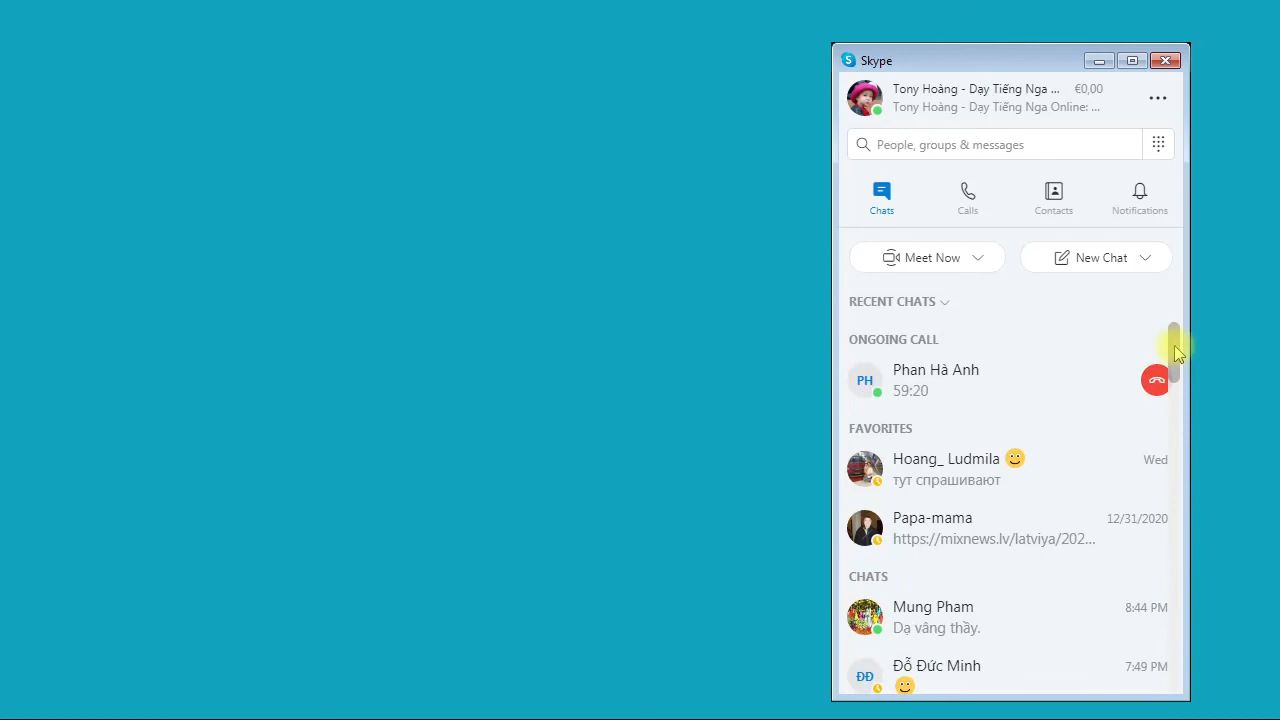 Skype
Tony Hoàng - Dạy Tiếng Nga ... €0,00
Tony Hoàng - Dạy Tiếng Nga Online: ...
People, groups & messages
Chats Calls Contacts Notifications
Meet Now New Chat
RECENT CHATS
ONGOING CALL
PH Phan Hà Anh
59:20
FAVORITES
Hoang_ Ludmila Wed
тут спрашивают
Papa-mama 12/31/2020
https://mixnews.lv/latviya/202...
CHATS
Mung Pham 8:44 PM
Dạ vâng thầy.
ĐĐ Đỗ Đức Minh 7:49 PM